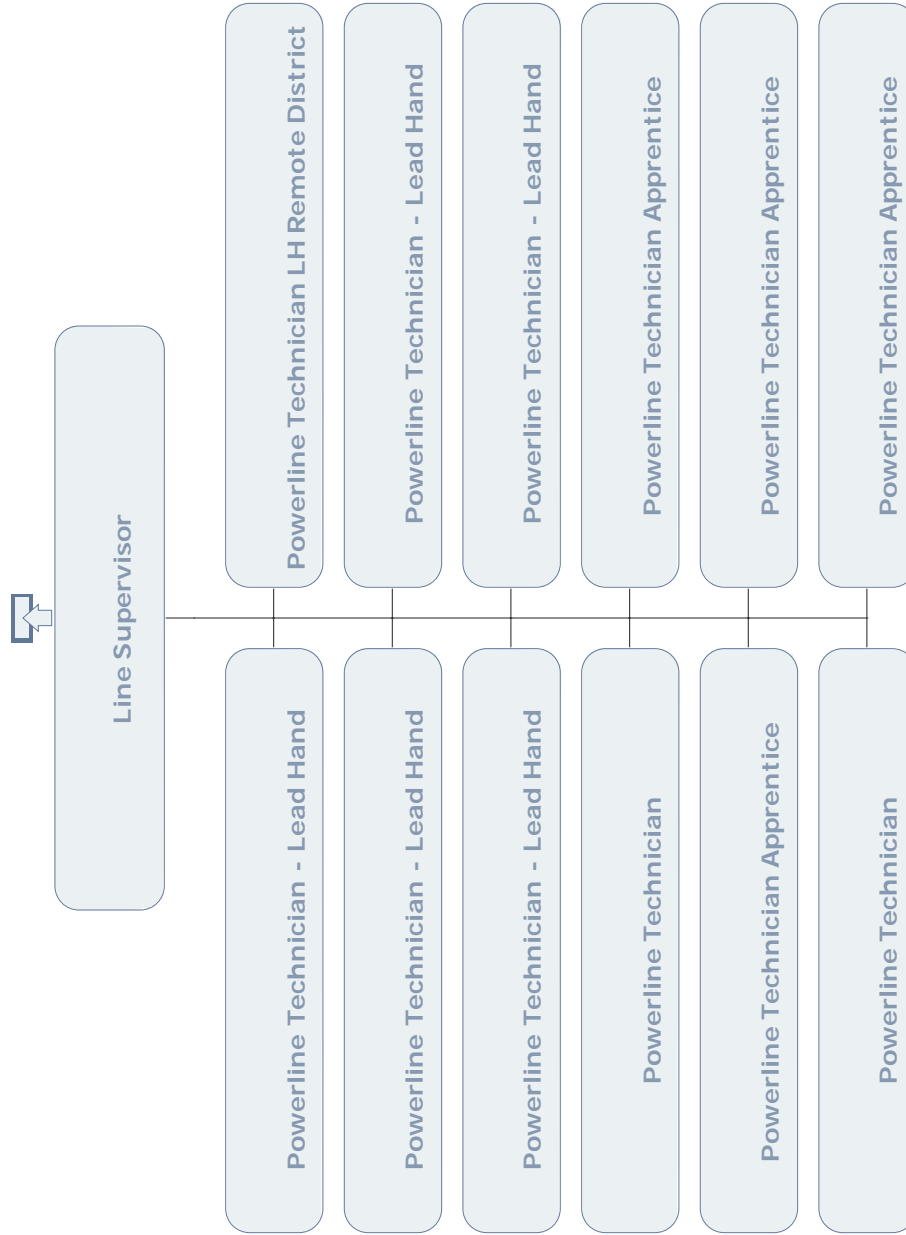 Line Supervisor
Powerline Technician - Lead Hand
Powerline Technician LH Remote District
Powerline Technician - Lead Hand
Powerline Technician - Lead Hand
Powerline Technician - Lead Hand
Powerline Technician - Lead Hand
Powerline Technician
Powerline Technician Apprentice
Powerline Technician Apprentice
Powerline Technician Apprentice
Powerline Technician
Powerline Technician Apprentice